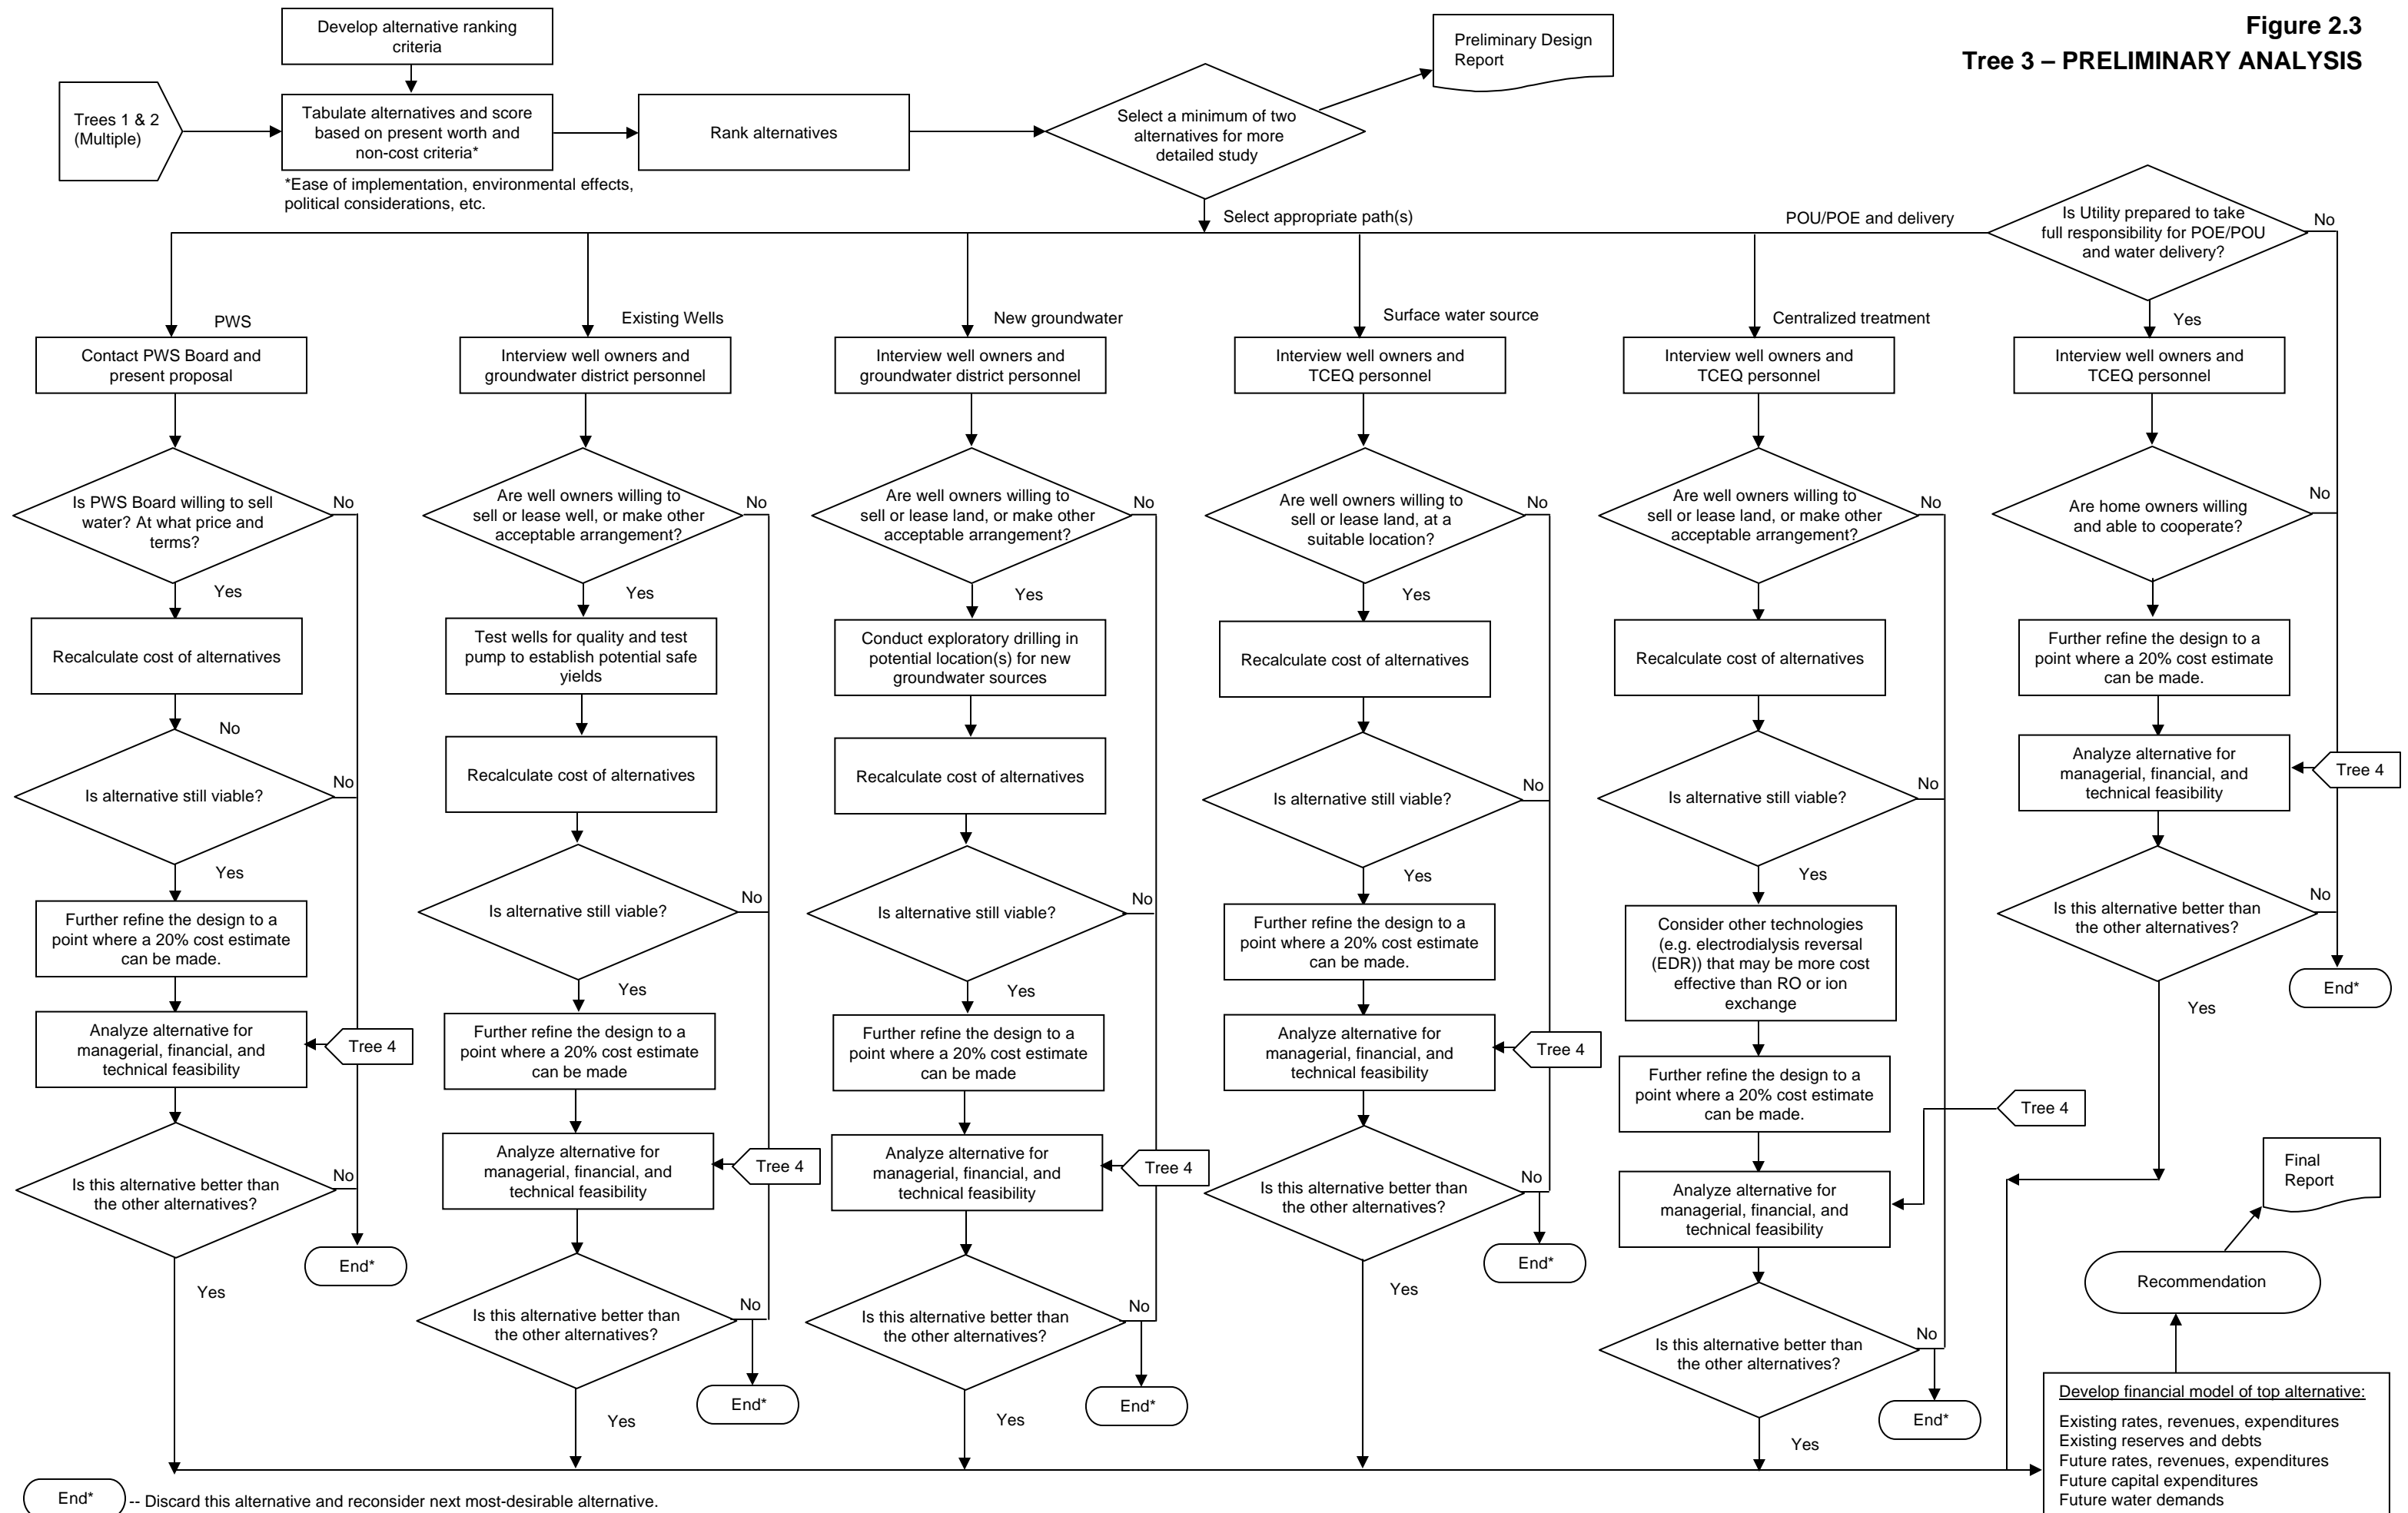 Figure 2.3
Tree 3 – PRELIMINARY ANALYSIS
Develop alternative ranking
criteria
Trees 1 & 2
(Multiple)
Tabulate alternatives and score
based on present worth and
non-cost criteria*
*Ease of implementation, environmental effects,
political considerations, etc.
Rank alternatives
Select a minimum of two
alternatives for more
detailed study
Preliminary Design
Report
Select appropriate path(s)
POU/POE and delivery
Is Utility prepared to take
full responsibility for POE/POU
and water delivery?
No
Yes
PWS
Contact PWS Board and
present proposal
Is PWS Board willing to sell
water? At what price and
terms?
No
Yes
Recalculate cost of alternatives
No
Is alternative still viable?
No
Yes
Further refine the design to a
point where a 20% cost estimate
can be made.
Analyze alternative for
managerial, financial, and
technical feasibility
Tree 4
Is this alternative better than
the other alternatives?
No
End*
Yes
Existing Wells
Interview well owners and
groundwater district personnel
Are well owners willing to
sell or lease well, or make other
acceptable arrangement?
No
Yes
Test wells for quality and test
pump to establish potential safe
yields
Recalculate cost of alternatives
Is alternative still viable?
No
Yes
Further refine the design to a
point where a 20% cost estimate
can be made
Analyze alternative for
managerial, financial, and
technical feasibility
Tree 4
Is this alternative better than
the other alternatives?
No
End*
Yes
New groundwater
Interview well owners and
groundwater district personnel
Are well owners willing to
sell or lease land, or make other
acceptable arrangement?
No
Yes
Conduct exploratory drilling in
potential location(s) for new
groundwater sources
Recalculate cost of alternatives
Is alternative still viable?
No
Yes
Further refine the design to a
point where a 20% cost estimate
can be made
Analyze alternative for
managerial, financial, and
technical feasibility
Tree 4
Is this alternative better than
the other alternatives?
No
End*
Yes
Surface water source
Interview well owners and
TCEQ personnel
Are well owners willing to
sell or lease land, at a
suitable location?
No
Yes
Recalculate cost of alternatives
Is alternative still viable?
No
Yes
Further refine the design to a
point where a 20% cost estimate
can be made.
Analyze alternative for
managerial, financial, and
technical feasibility
Tree 4
Is this alternative better than
the other alternatives?
No
End*
Yes
Centralized treatment
Interview well owners and
TCEQ personnel
Are well owners willing to
sell or lease land, or make other
acceptable arrangement?
No
Yes
Recalculate cost of alternatives
Is alternative still viable?
No
Yes
Consider other technologies
(e.g. electrodialysis reversal
(EDR)) that may be more cost
effective than RO or ion
exchange
Further refine the design to a
point where a 20% cost estimate
can be made.
Tree 4
Analyze alternative for
managerial, financial, and
technical feasibility
Is this alternative better than
the other alternatives?
No
End*
Yes
Interview well owners and
TCEQ personnel
Are home owners willing
and able to cooperate?
No
Further refine the design to a
point where a 20% cost estimate
can be made.
Analyze alternative for
managerial, financial, and
technical feasibility
Tree 4
Is this alternative better than
the other alternatives?
No
End*
Yes
Final
Report
Recommendation
Develop financial model of top alternative:
Existing rates, revenues, expenditures
Existing reserves and debts
Future rates, revenues, expenditures
Future capital expenditures
Future water demands
End* -- Discard this alternative and reconsider next most-desirable alternative.